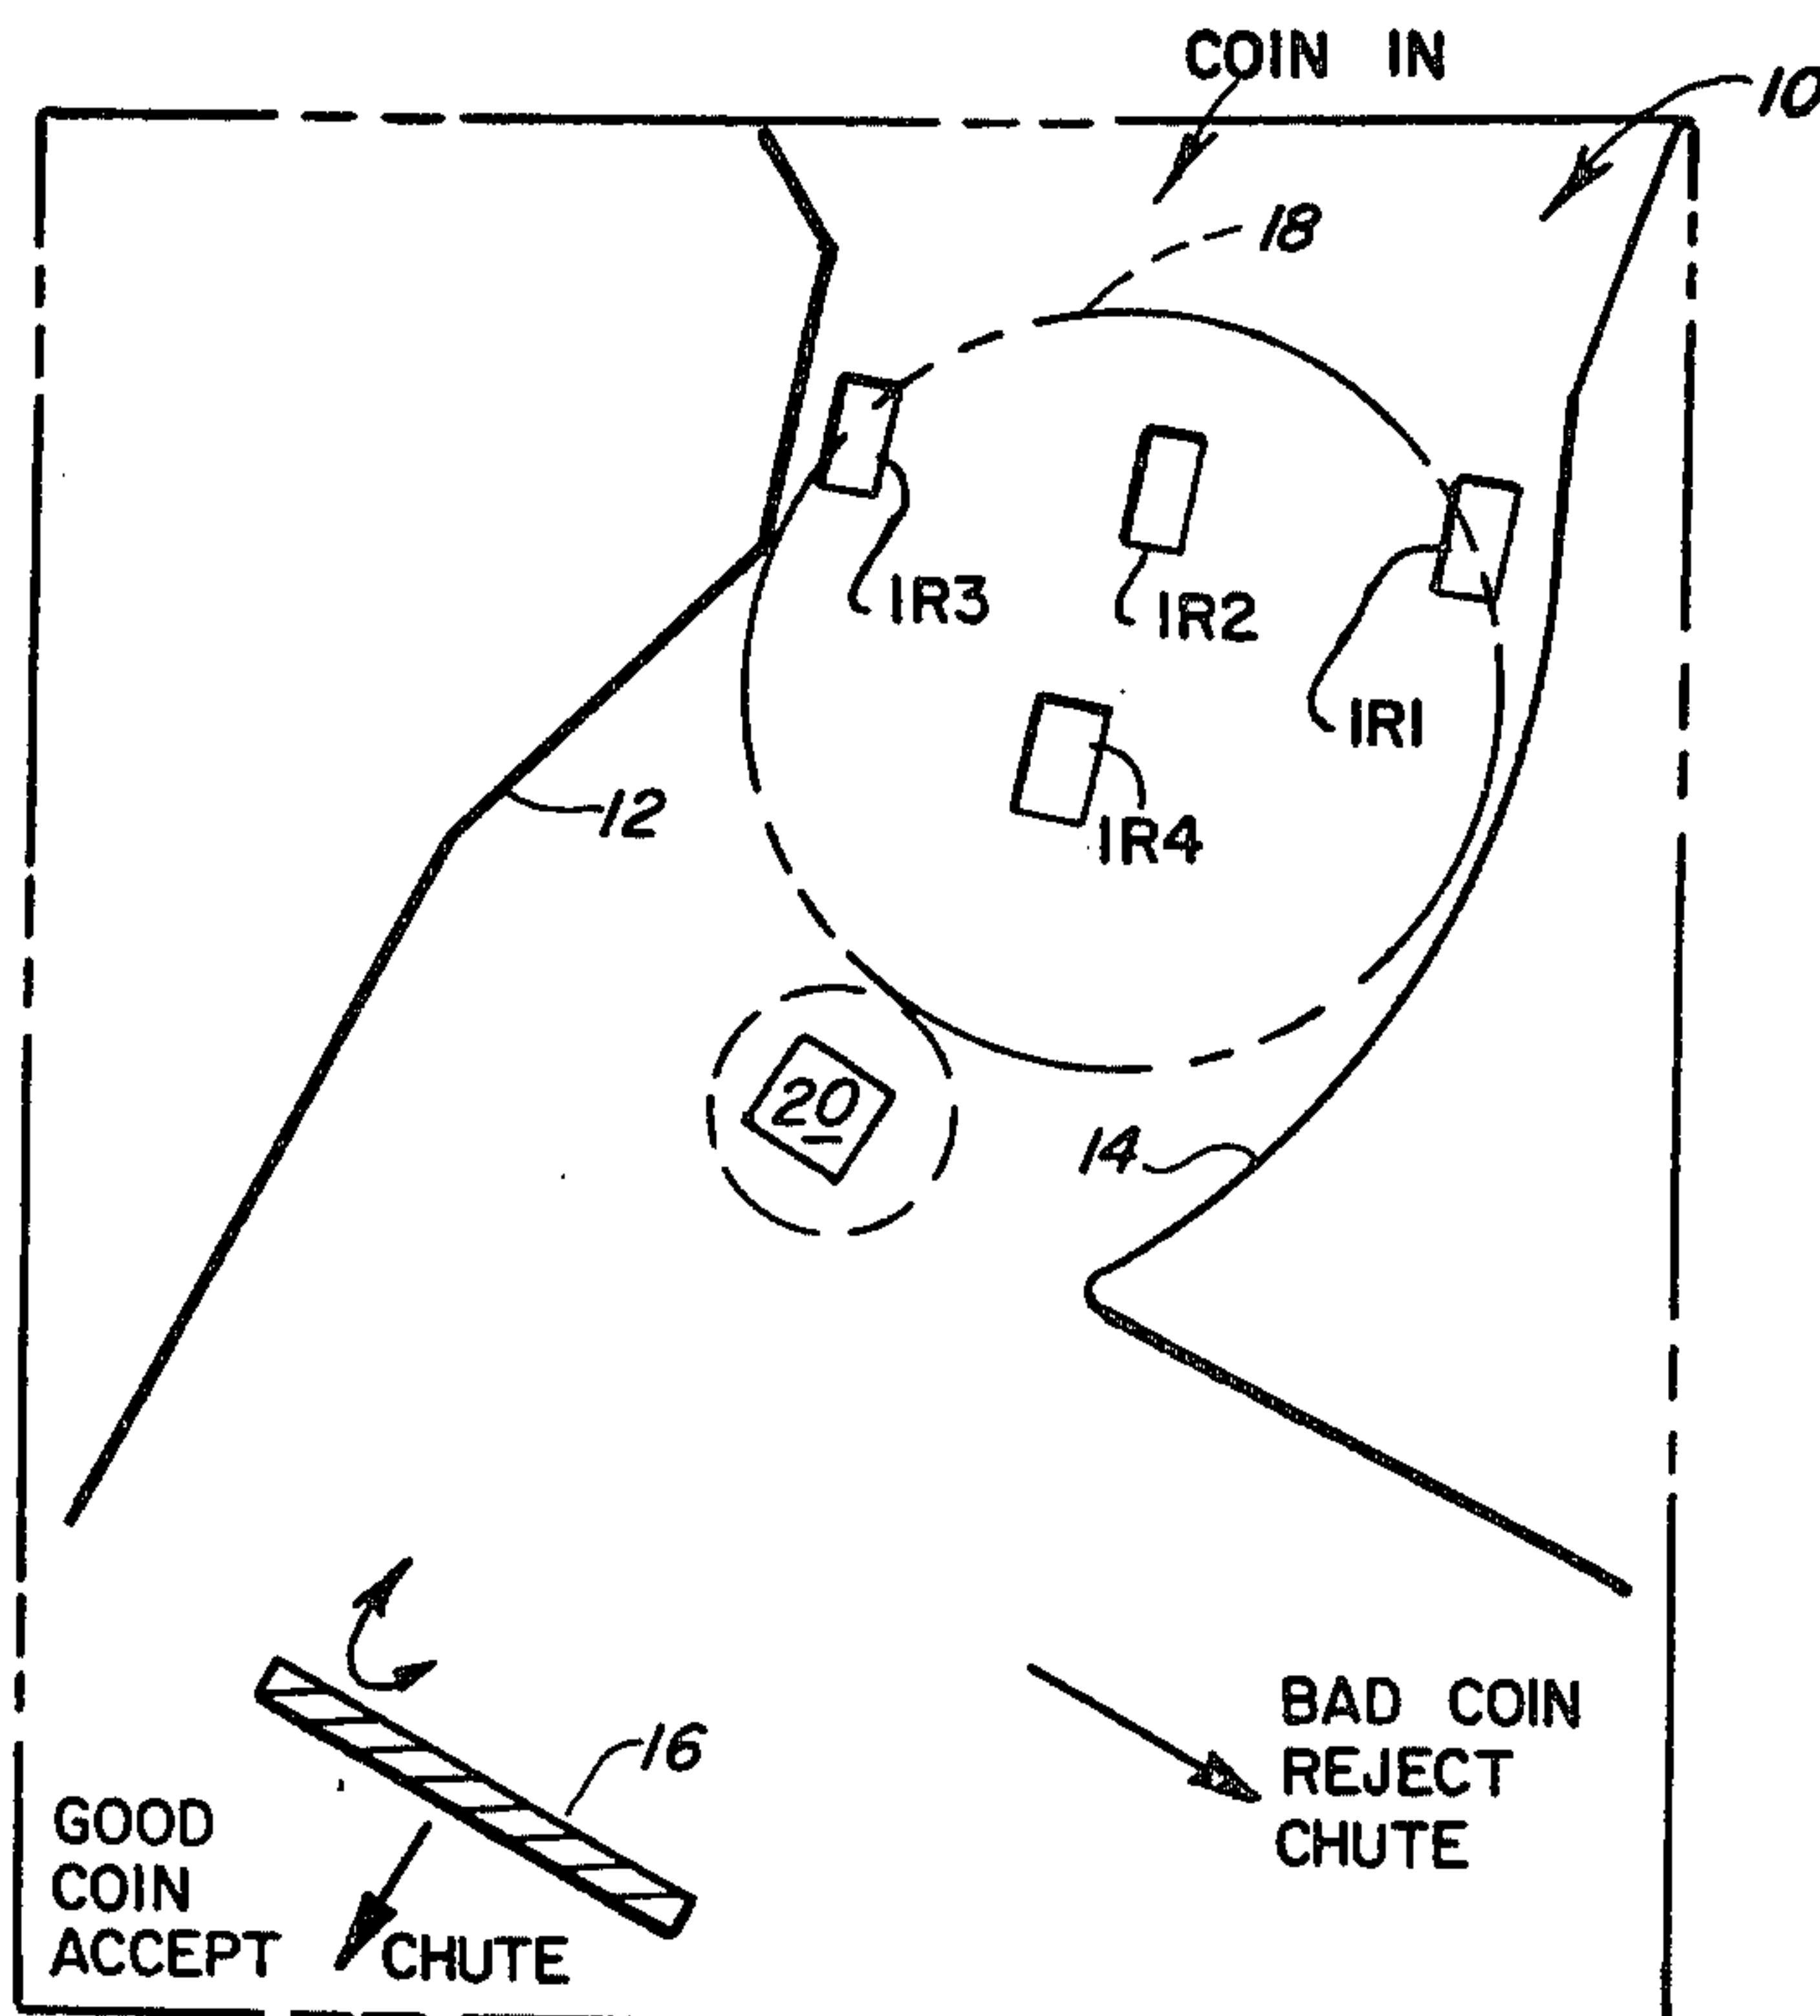 COIN IN
10
18
IR3
IR2
IR1
12
IR4
20
14
16
BAD COIN
REJECT
CHUTE
GOOD
COIN
ACCEPT CHUTE